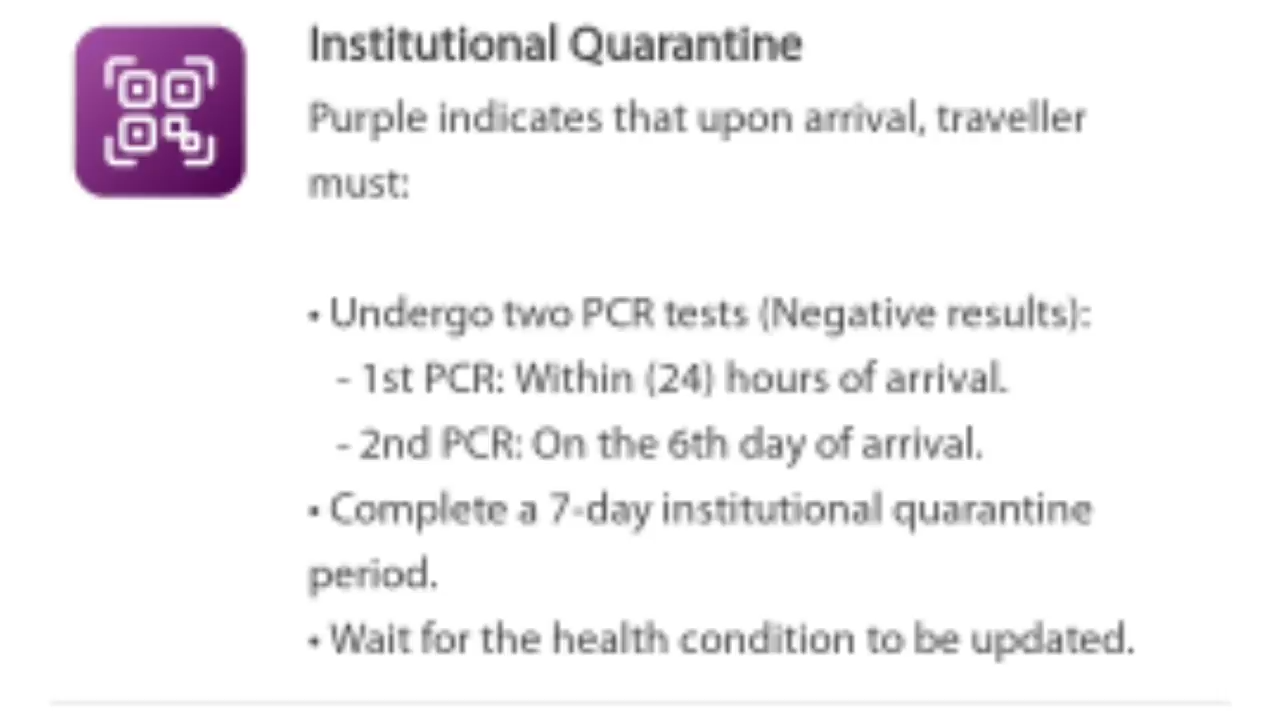 Institutional Quarantine
Purple indicates that upon arrival, traveller
must:
• Undergo two PCR tests (Negative results):
- 1st PCR: Within (24) hours of arrival.
- 2nd PCR: On the 6th day of arrival.
• Complete a 7-day institutional quarantine
period.
• Wait for the health condition to be updated.